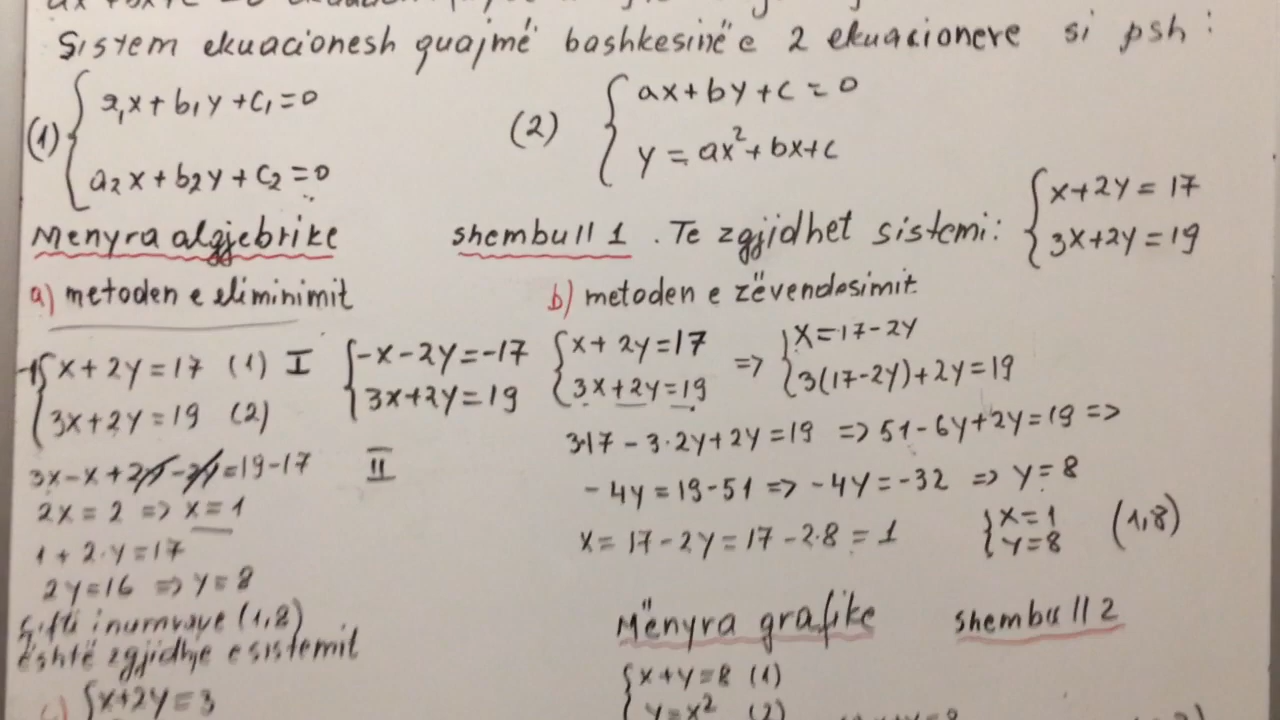 Sistem ekuacionesh quajmë bashkesinë e 2 ekuacioneve si psh :
(1) { a₁x + b₁y + c₁ = 0
a₂x + b₂y + c₂ = 0
(2) { ax + by + c = 0
y = ax² + bx + c
Menyra algjebrike
shembull 1 . Te zgjidhet sistemi: { x + 2y = 17
3x + 2y = 19
a) metoden e eliminimit
-1 { x + 2y = 17 (1) I
3x + 2y = 19 (2)
{ -x - 2y = -17
3x + 2y = 19
3x - x + 2y - 2y = 19 - 17 II
2x = 2 => x = 1
1 + 2·y = 17
2y = 16 => y = 8
Çifti i numrave (1,8)
është zgjidhje e sistemit
c) { x + 2y = 3
b) metoden e zëvendesimit
{ x + 2y = 17
3x + 2y = 19
=> { x = 17 - 2y
3(17 - 2y) + 2y = 19
3·17 - 3·2y + 2y = 19 => 51 - 6y + 2y = 19 =>
- 4y = 19 - 51 => - 4y = -32 => y = 8
x = 17 - 2y = 17 - 2·8 = 1
{ x = 1
y = 8
(1,8)
Mënyra grafike shembull 2
{ x + y = 8 (1)
y = x² (2)